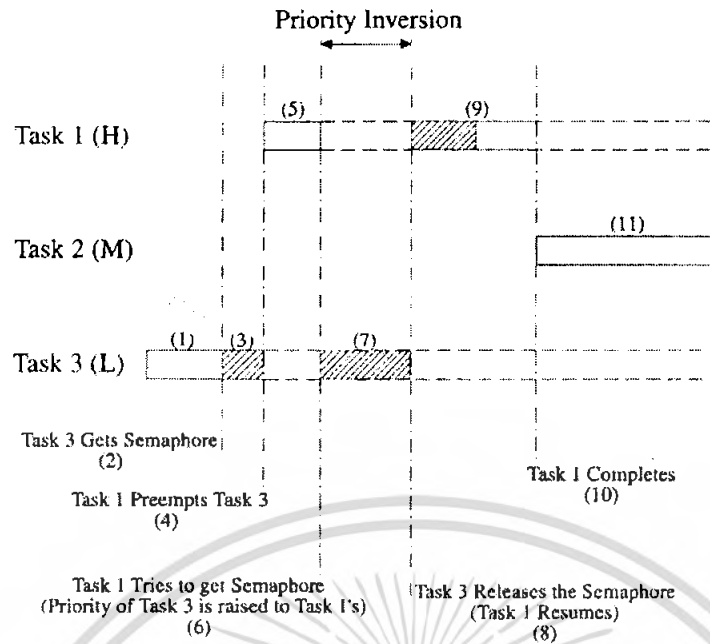 Priority Inversion
(5)
(9)
Task 1 (H)
(11)
Task 2 (M)
(1)
(3)
(7)
Task 3 (L)
Task 3 Gets Semaphore
(2)
Task 1 Completes
(10)
Task 1 Preempts Task 3
(4)
Task 1 Tries to get Semaphore
(Priority of Task 3 is raised to Task 1's)
(6)
Task 3 Releases the Semaphore
(Task 1 Resumes)
(8)